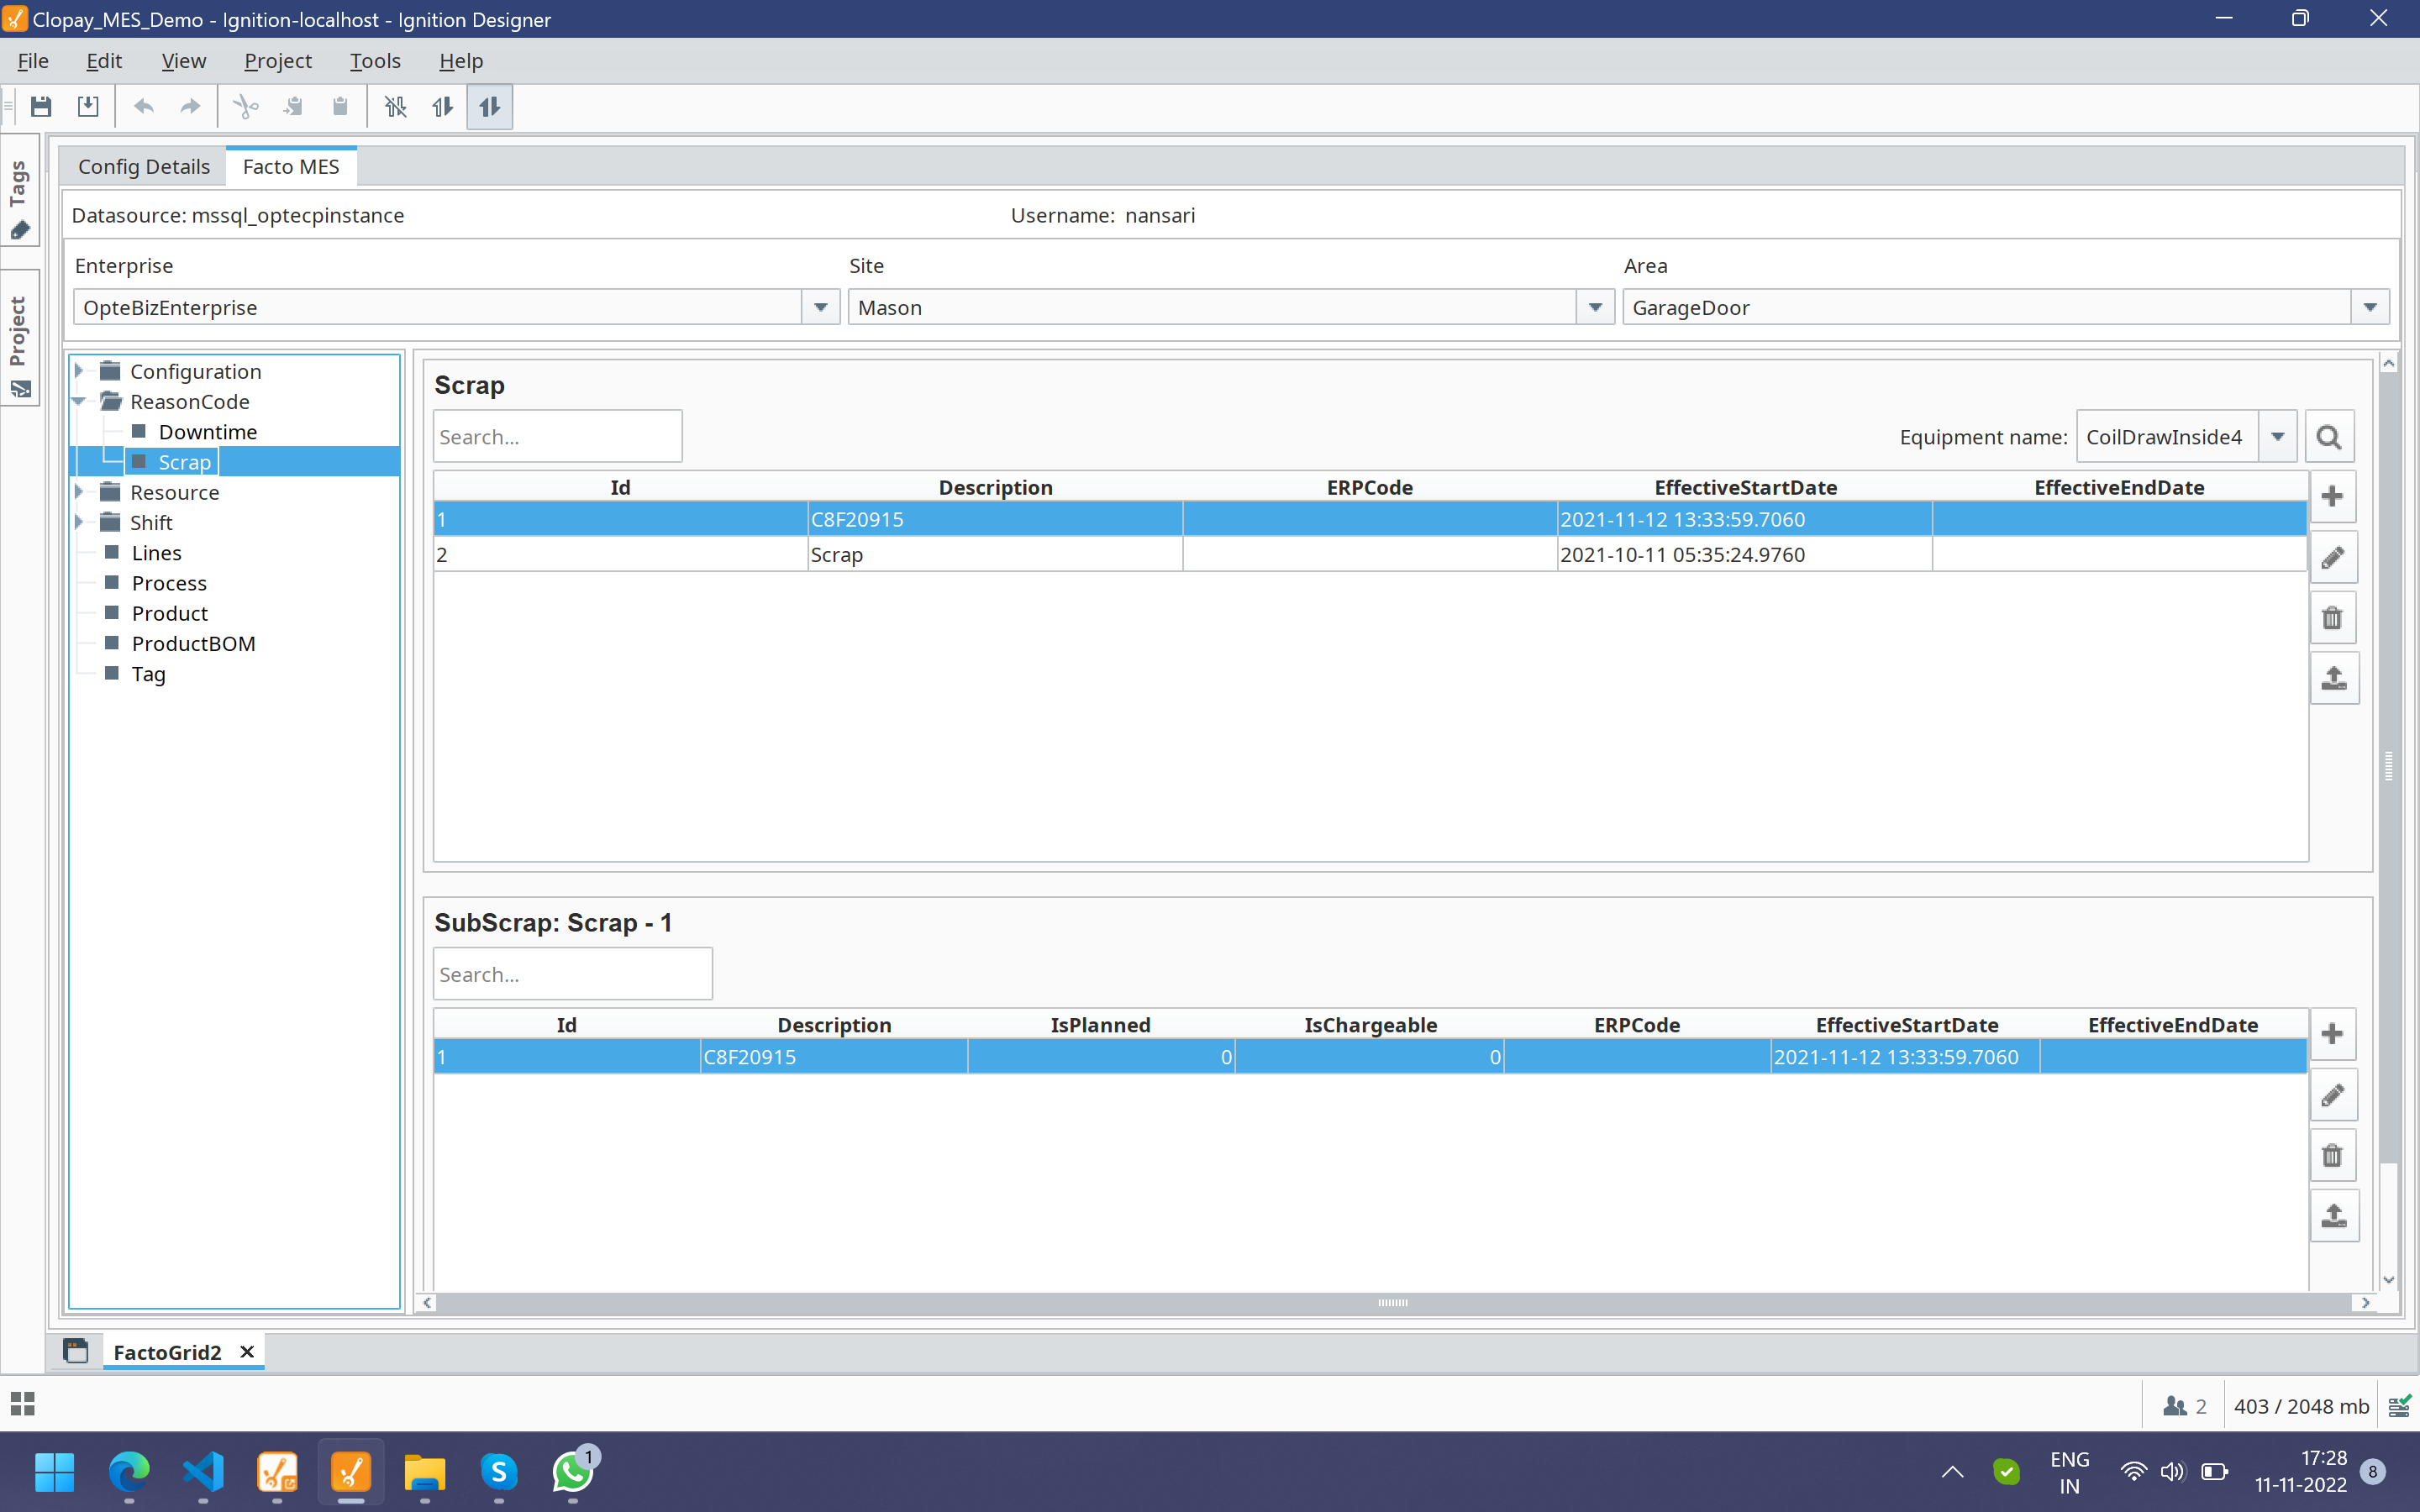 Clopay_MES_Demo - Ignition-localhost - Ignition Designer
File Edit View Project Tools Help
Tags
Project
Config Details Facto MES
Datasource: mssql_optecpinstance Username: nansari
Enterprise Site Area
OpteBizEnterprise Mason GarageDoor
Configuration
ReasonCode
Downtime
Scrap
Resource
Shift
Lines
Process
Product
ProductBOM
Tag
Scrap
Search... Equipment name: CoilDrawInside4
Id Description ERPCode EffectiveStartDate EffectiveEndDate
1 C8F20915 2021-11-12 13:33:59.7060
2 Scrap 2021-10-11 05:35:24.9760
SubScrap: Scrap - 1
Search...
Id Description IsPlanned IsChargeable ERPCode EffectiveStartDate EffectiveEndDate
1 C8F20915 0 0 2021-11-12 13:33:59.7060
FactoGrid2
2 403 / 2048 mb
S 1 ENG 17:28 8
IN 11-11-2022